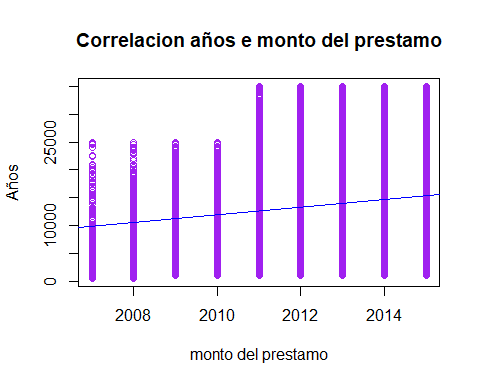 Correlacion años e monto del prestamo
Años
25000
10000
0
2008 2010 2012 2014
monto del prestamo